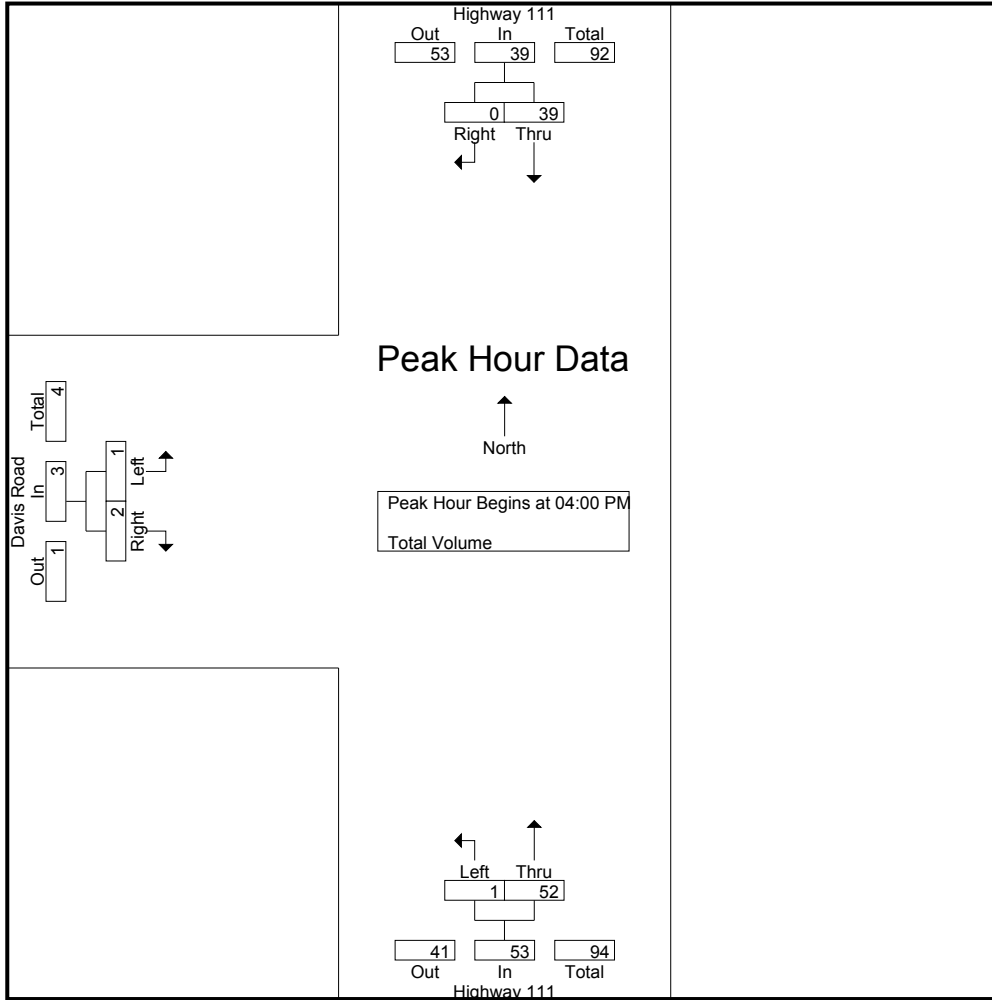 Highway 111
Out In Total
53 39 92
0 39
Right Thru
Peak Hour Data
North
Peak Hour Begins at 04:00 PM
Total Volume
Davis Road
Out In Total
1 3 4
2 1
Right Left
Left Thru
1 52
41 53 94
Out In Total
Highway 111